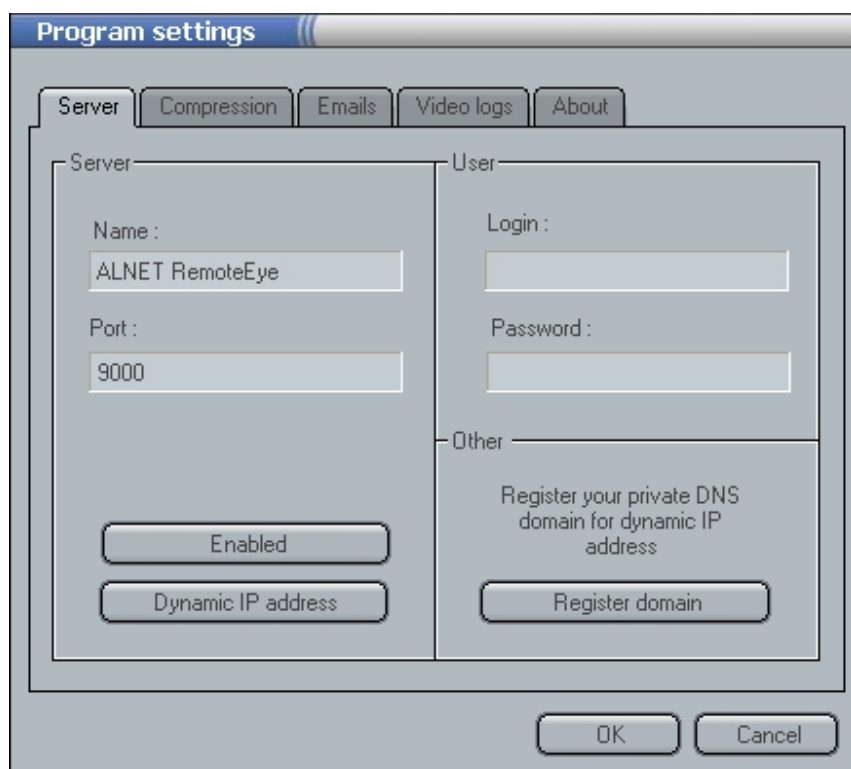 Program settings
Server
Compression
Emails
Video logs
About
Server
Name :
ALNET RemoteEye
Port :
9000
Enabled
Dynamic IP address
User
Login :
Password :
Other
Register your private DNS
domain for dynamic IP
address
Register domain
OK
Cancel